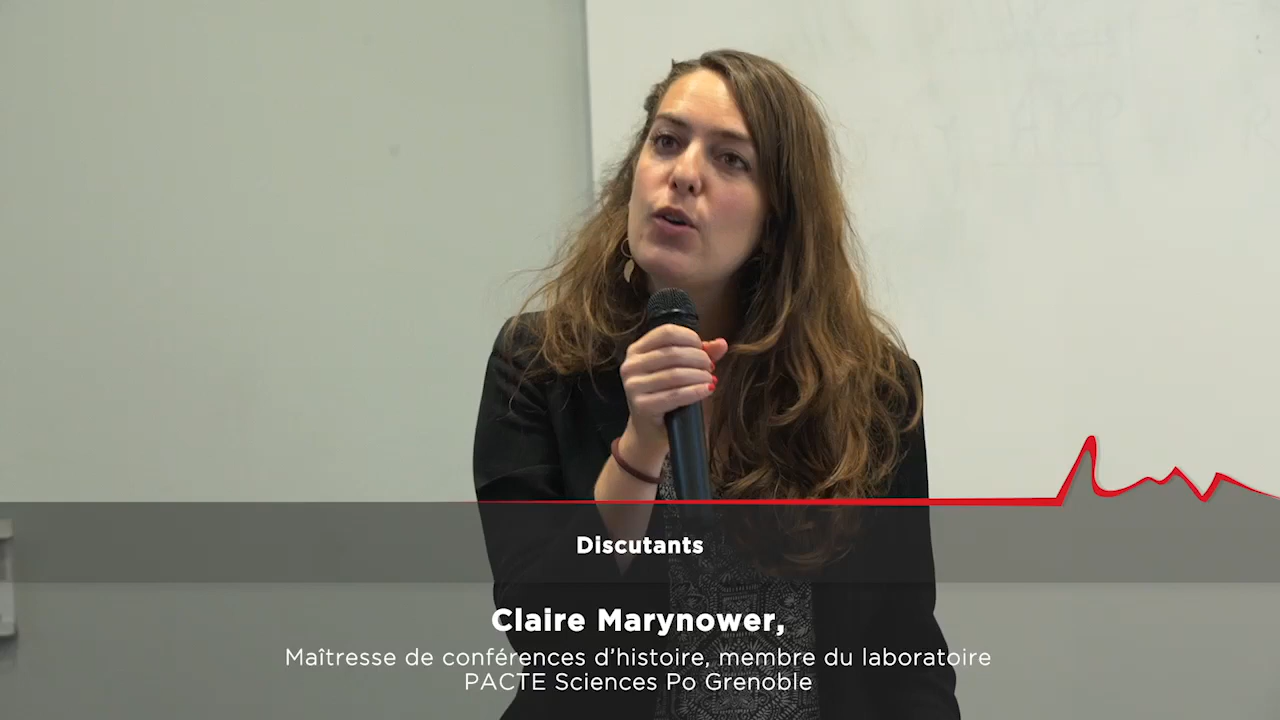 Discutants
Claire Marynower,
Maîtresse de conférences d’histoire, membre du laboratoire
PACTE Sciences Po Grenoble